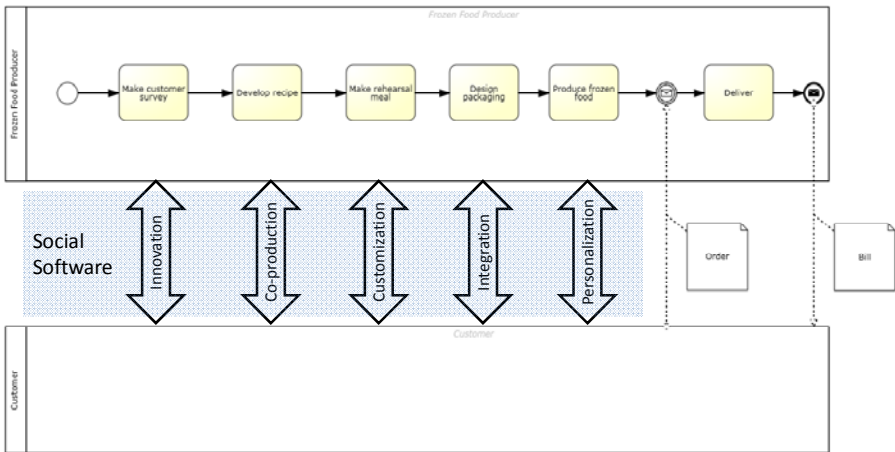 Frozen Food Producer
Frozen Food Producer
Make customer
survey
Develop recipe
Make rehearsal
meal
Design
packaging
Produce frozen
food
Deliver
Social
Software
Innovation
Co-production
Customization
Integration
Personalization
Order
Bill
Customer
Customer